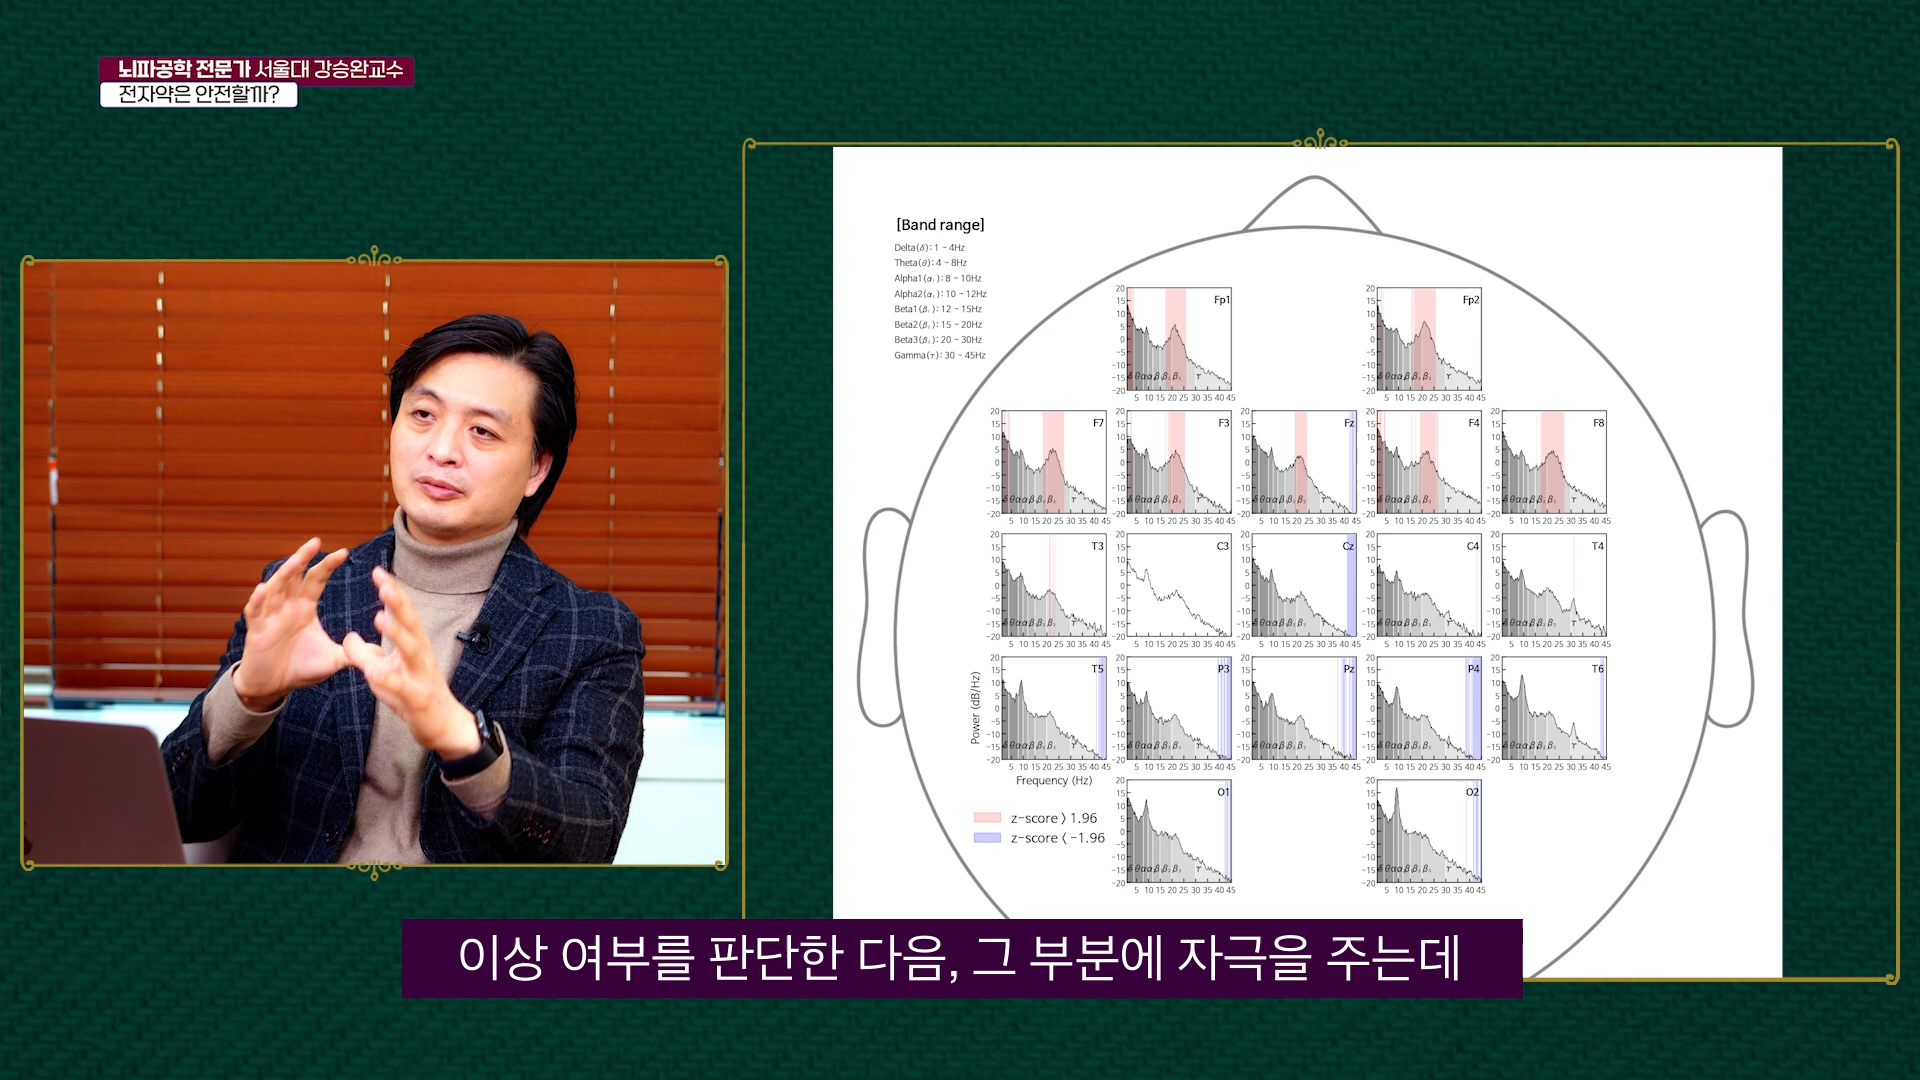 뇌파공학 전문가 서울대 강승완교수
전자약은 안전할까?
[Band range]
Delta(δ): 1 ~ 4Hz
Theta(θ): 4 ~ 8Hz
Alpha1(α₁): 8 ~ 10Hz
Alpha2(α₂): 10 ~ 12Hz
Beta1(β₁): 12 ~ 15Hz
Beta2(β₂): 15 ~ 20Hz
Beta3(β₃): 20 ~ 30Hz
Gamma(γ): 30 ~ 45Hz
Fp1
Fp2
F7
F3
Fz
F4
F8
T3
C3
Cz
C4
T4
T5
P3
Pz
P4
T6
Power (dB/Hz)
Frequency (Hz)
O1
O2
z-score > 1.96
z-score < -1.96
이상 여부를 판단한 다음, 그 부분에 자극을 주는데